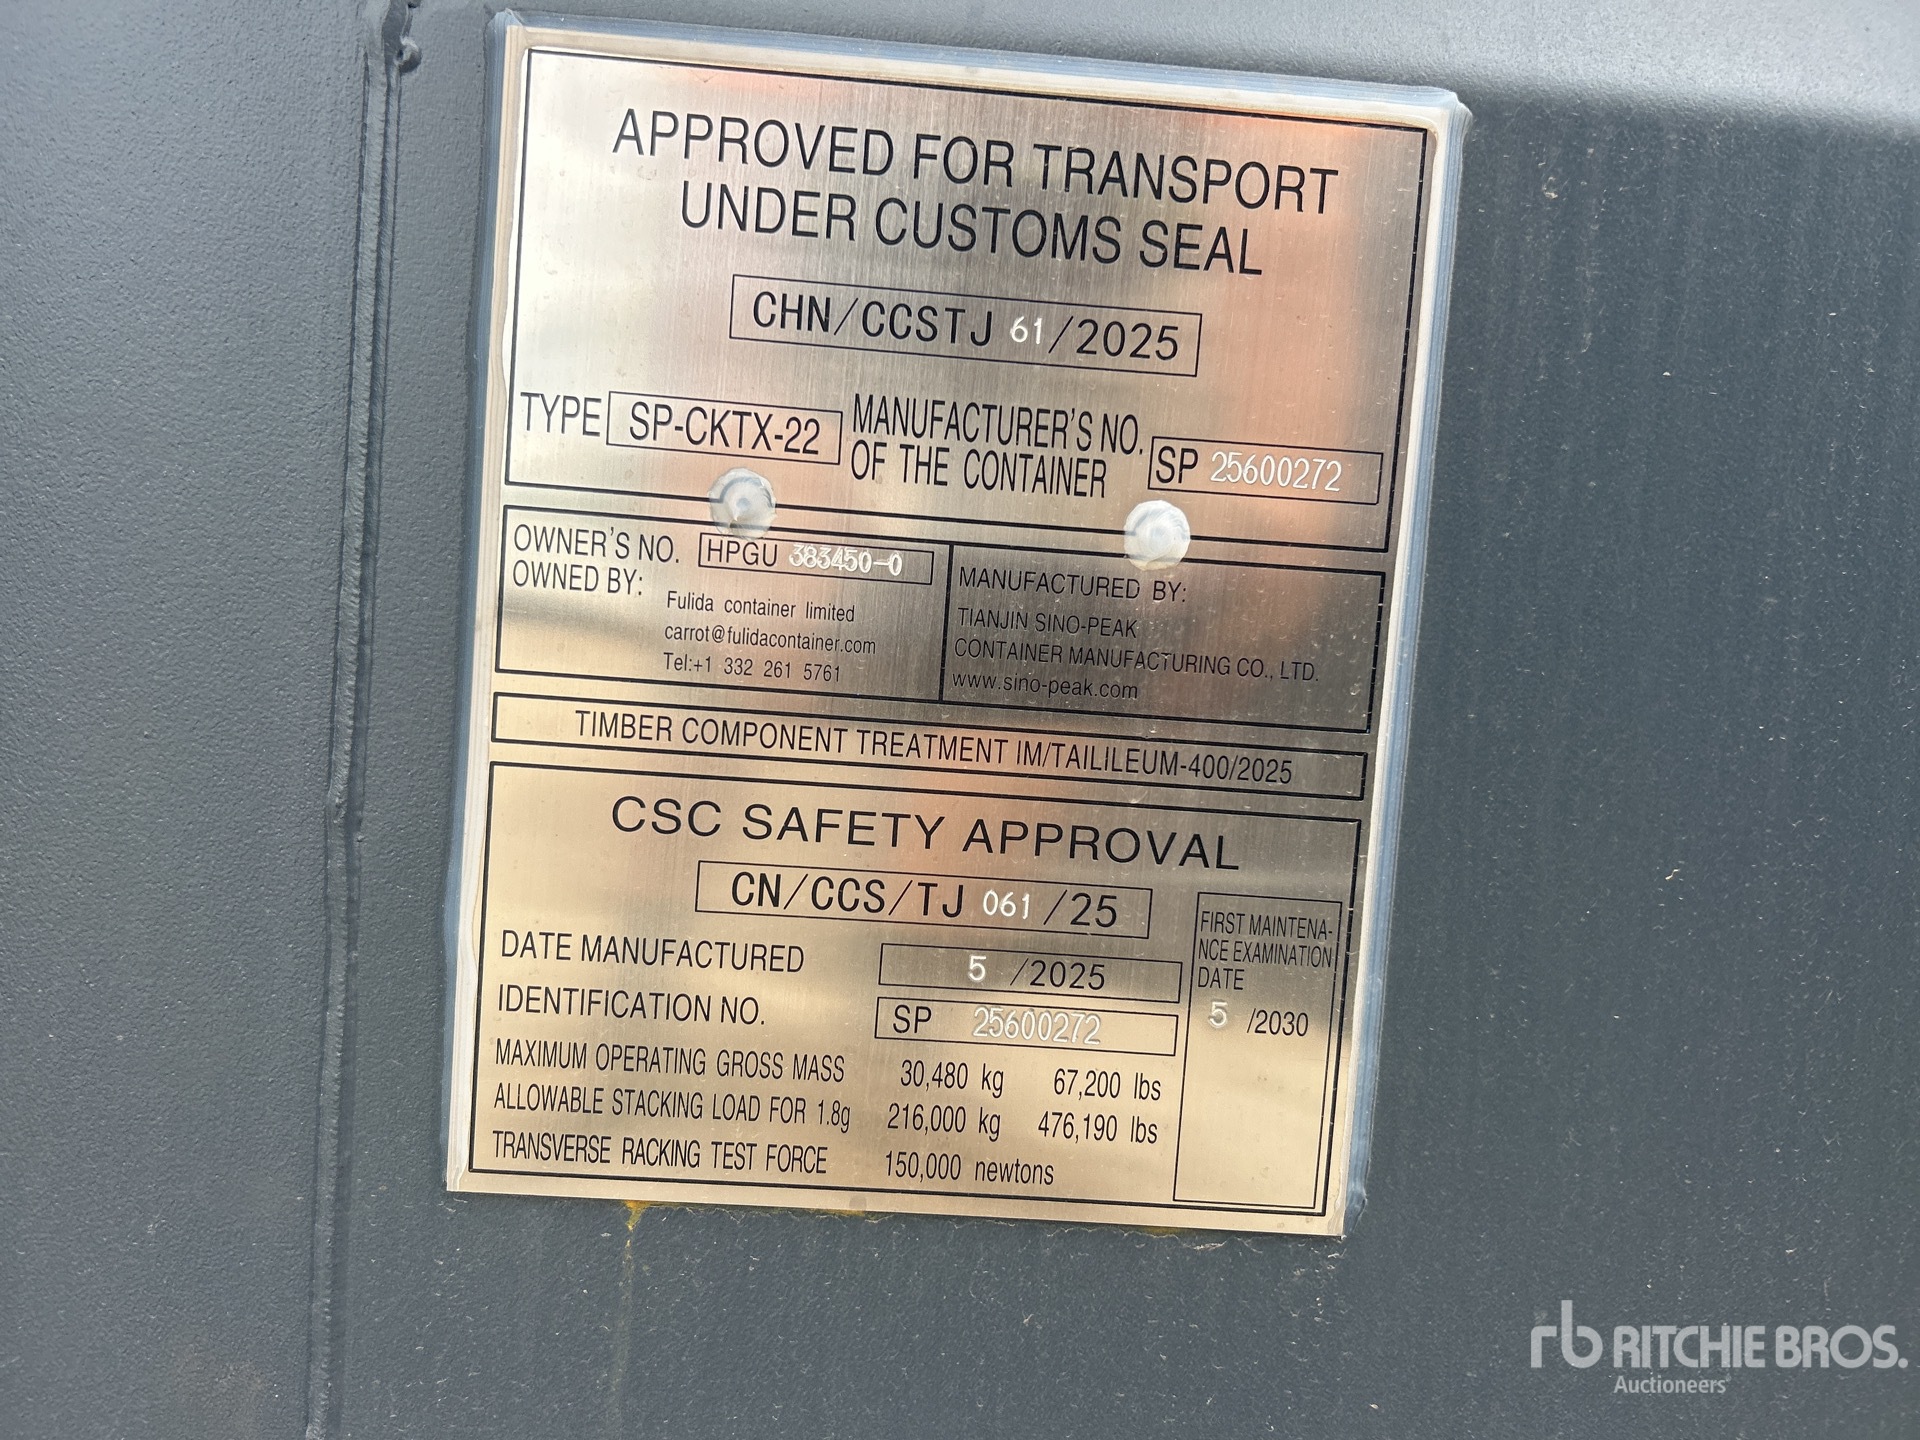 APPROVED FOR TRANSPORT
UNDER CUSTOMS SEAL
CHN/CCSTJ 61/2025
TYPE SP-CKTX-22 MANUFACTURER'S NO.
OF THE CONTAINER SP 25600272
OWNER'S NO. HPGU 383450-0
OWNED BY:
Fulida container limited
carrot@fulidacontainer.com
Tel:+1 332 261 5761
MANUFACTURED BY:
TIANJIN SINO-PEAK
CONTAINER MANUFACTURING CO., LTD.
www.sino-peak.com
TIMBER COMPONENT TREATMENT IM/TAILILEUM-400/2025
CSC SAFETY APPROVAL
CN/CCS/TJ 061 /25
DATE MANUFACTURED 5 /2025
IDENTIFICATION NO. SP 25600272
MAXIMUM OPERATING GROSS MASS 30,480 kg 67,200 lbs
ALLOWABLE STACKING LOAD FOR 1.8g 216,000 kg 476,190 lbs
TRANSVERSE RACKING TEST FORCE 150,000 newtons
FIRST MAINTENA-
NCE EXAMINATION
DATE
5 /2030
rb RITCHIE BROS.
Auctioneers